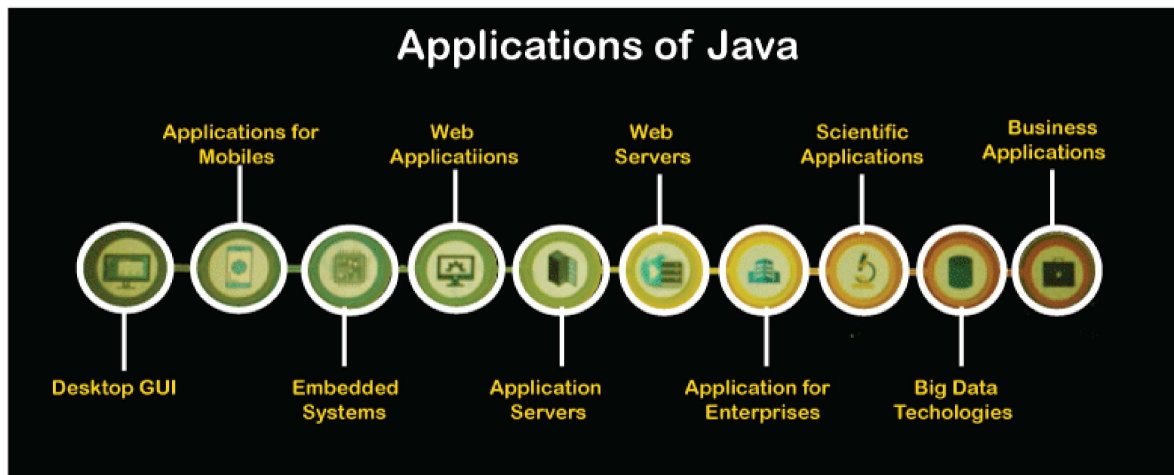 Applications of Java
Applications for
Mobiles
Web
Applicatiions
Web
Servers
Scientific
Applications
Business
Applications
Desktop GUI
Embedded
Systems
Application
Servers
Application for
Enterprises
Big Data
Techologies